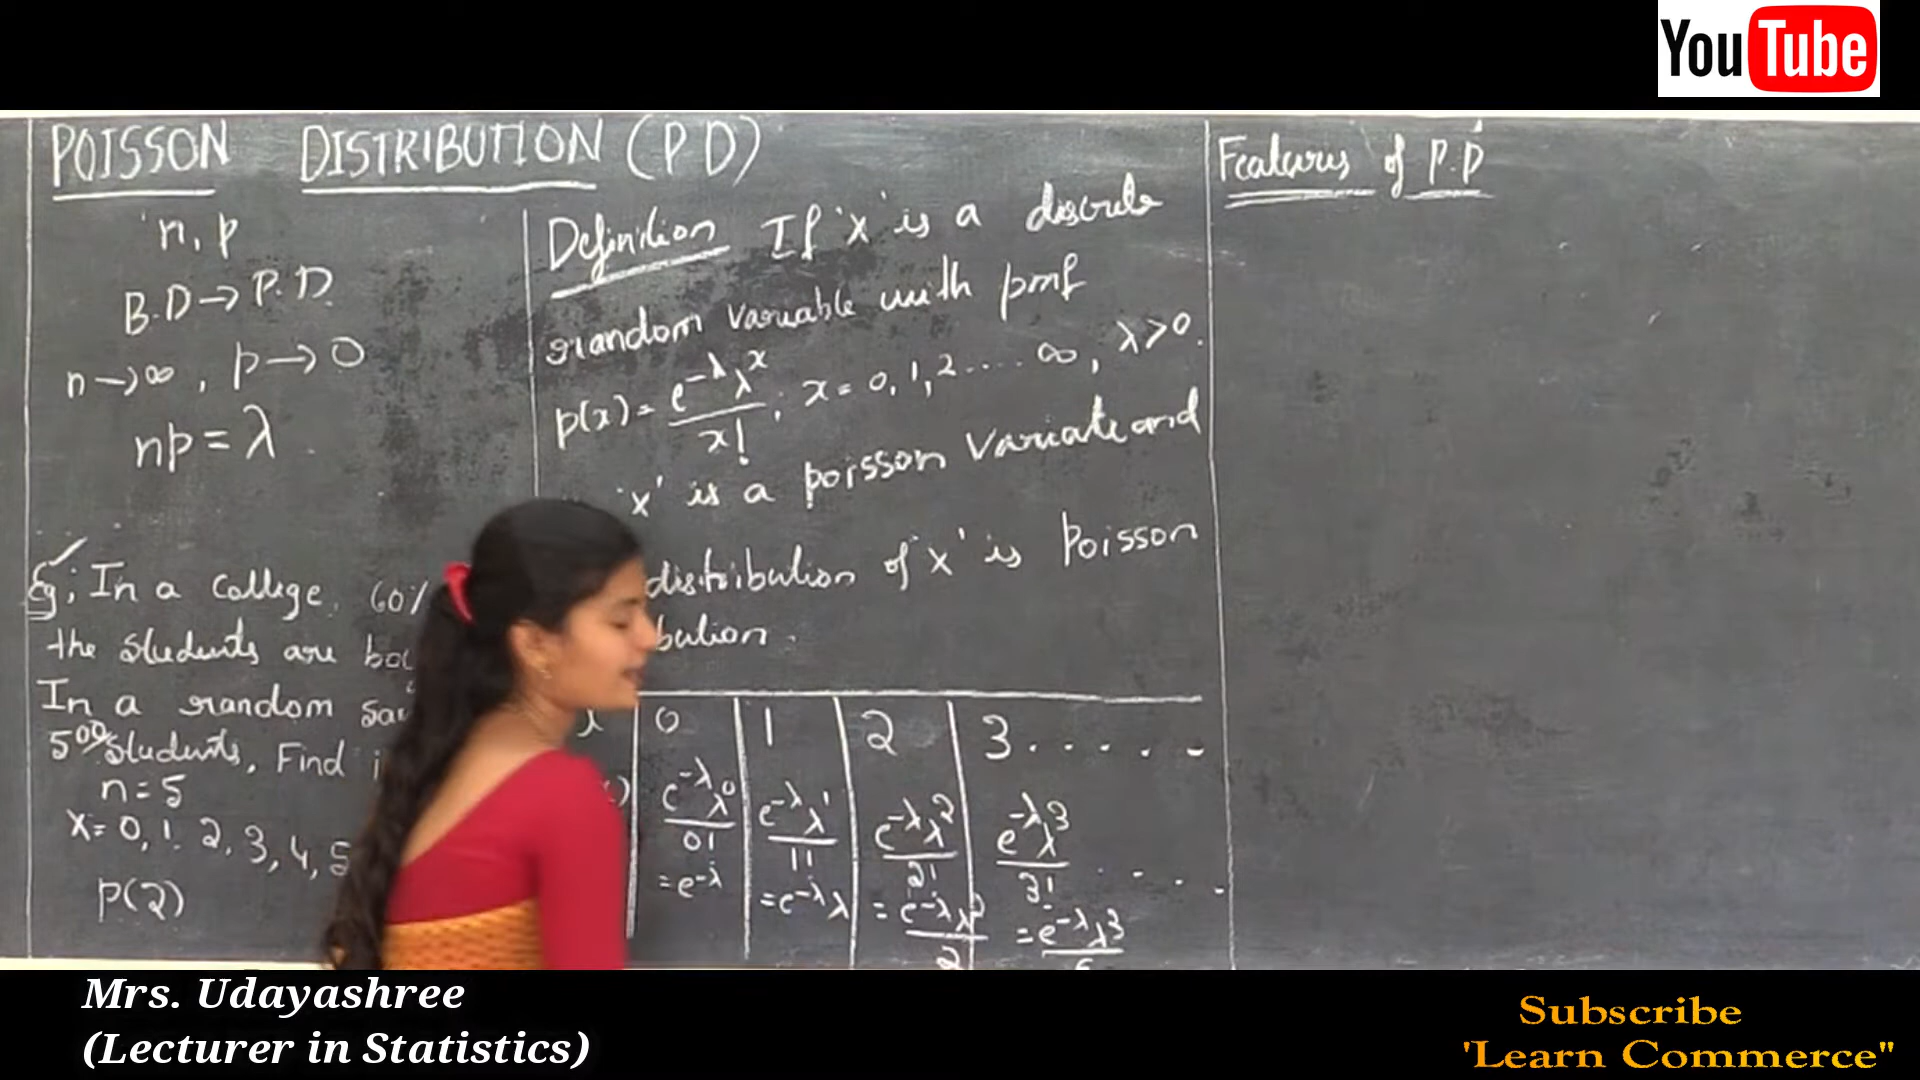 YouTube
POISSON DISTRIBUTION (PD)
n, p
B.D → P.D.
n → ∞, p → 0
np = λ
Eg; In a College, 60%
the students are
In a random
500 Students, Find
n = 5
X = 0, 1, 2, 3, 4, 5
P(2)
Definition If 'X' is a discrete
random variable with pmf
p(x) = e^-λ λ^x / x! ; x = 0, 1, 2 .... ∞, λ > 0.
'X' is a poisson variate and
distribution of 'X' is Poisson
0 1 2 3 . . . . .
e^-λ λ^0 / 0! e^-λ λ^1 / 1! e^-λ λ^2 / 2! e^-λ λ^3 / 3! . . . .
= e^-λ = e^-λ λ = e^-λ λ^2 / 2 = e^-λ λ^3 /
Features of P.D
Mrs. Udayashree
(Lecturer in Statistics)
Subscribe
'Learn Commerce"